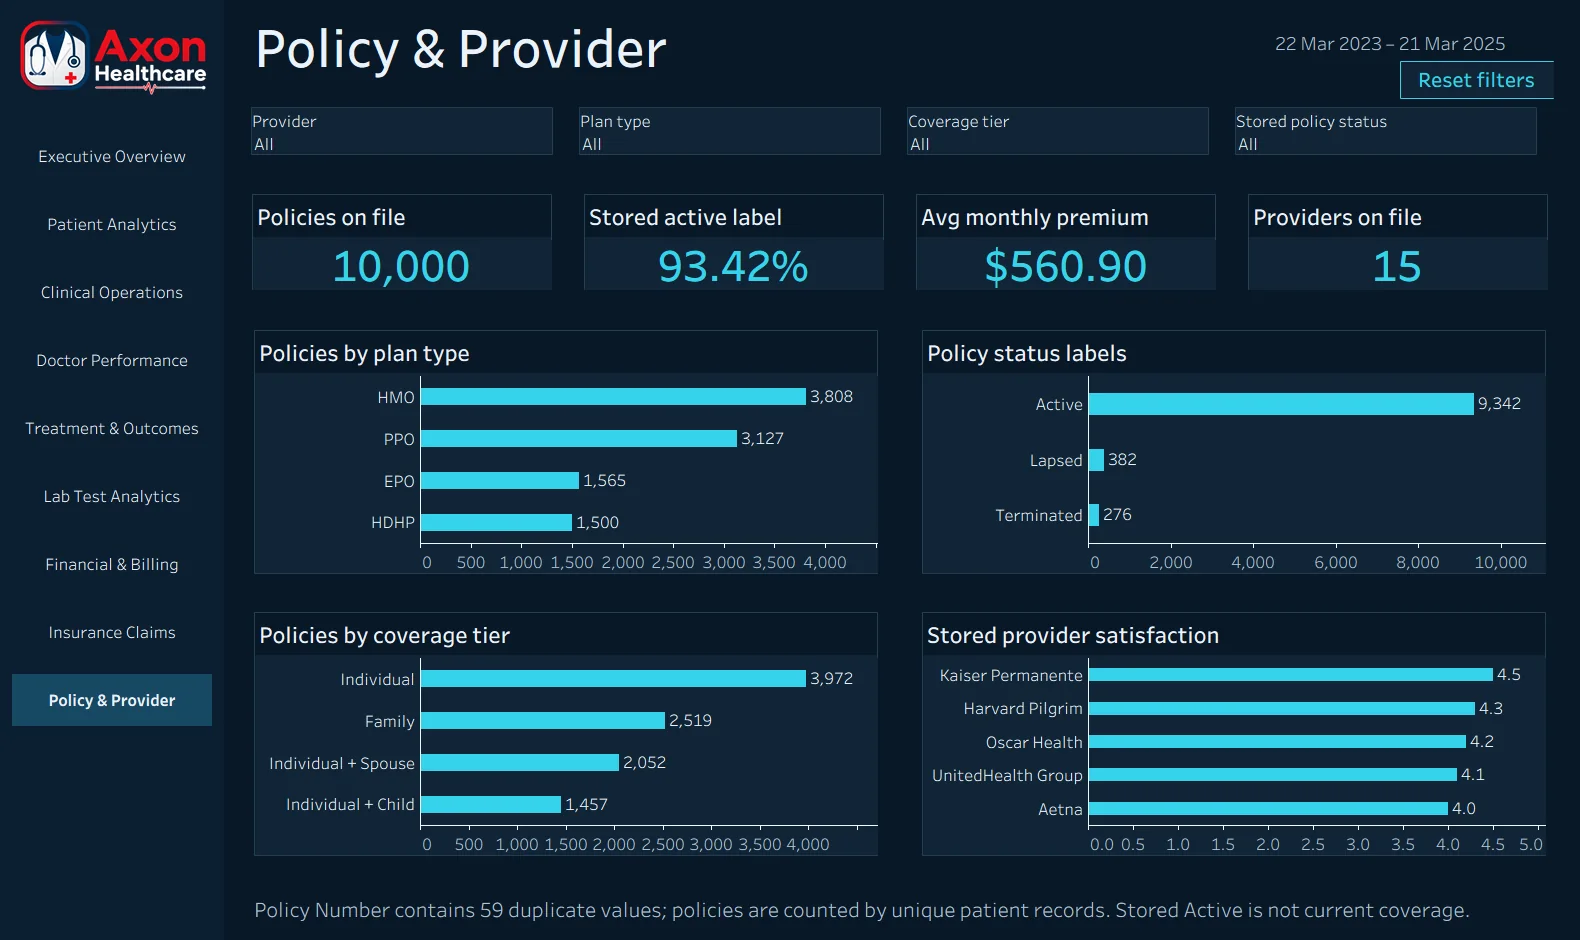 Axon
Healthcare
Policy & Provider
22 Mar 2023 – 21 Mar 2025
Reset filters
Executive Overview
Patient Analytics
Clinical Operations
Doctor Performance
Treatment & Outcomes
Lab Test Analytics
Financial & Billing
Insurance Claims
Policy & Provider
Provider
All
Plan type
All
Coverage tier
All
Stored policy status
All
Policies on file
10,000
Stored active label
93.42%
Avg monthly premium
$560.90
Providers on file
15
Policies by plan type
HMO 3,808
PPO 3,127
EPO 1,565
HDHP 1,500
0 500 1,000 1,500 2,000 2,500 3,000 3,500 4,000
Policy status labels
Active 9,342
Lapsed 382
Terminated 276
0 2,000 4,000 6,000 8,000 10,000
Policies by coverage tier
Individual 3,972
Family 2,519
Individual + Spouse 2,052
Individual + Child 1,457
0 500 1,000 1,500 2,000 2,500 3,000 3,500 4,000
Stored provider satisfaction
Kaiser Permanente 4.5
Harvard Pilgrim 4.3
Oscar Health 4.2
UnitedHealth Group 4.1
Aetna 4.0
0.0 0.5 1.0 1.5 2.0 2.5 3.0 3.5 4.0 4.5 5.0
Policy Number contains 59 duplicate values; policies are counted by unique patient records. Stored Active is not current coverage.